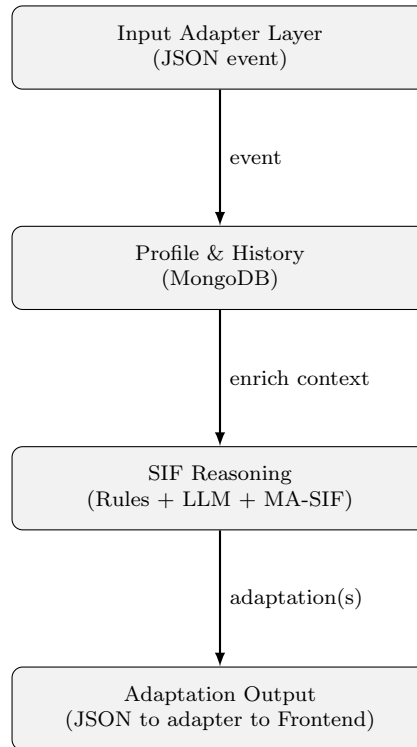 Input Adapter Layer
(JSON event)
event
Profile & History
(MongoDB)
enrich context
SIF Reasoning
(Rules + LLM + MA-SIF)
adaptation(s)
Adaptation Output
(JSON to adapter to Frontend)